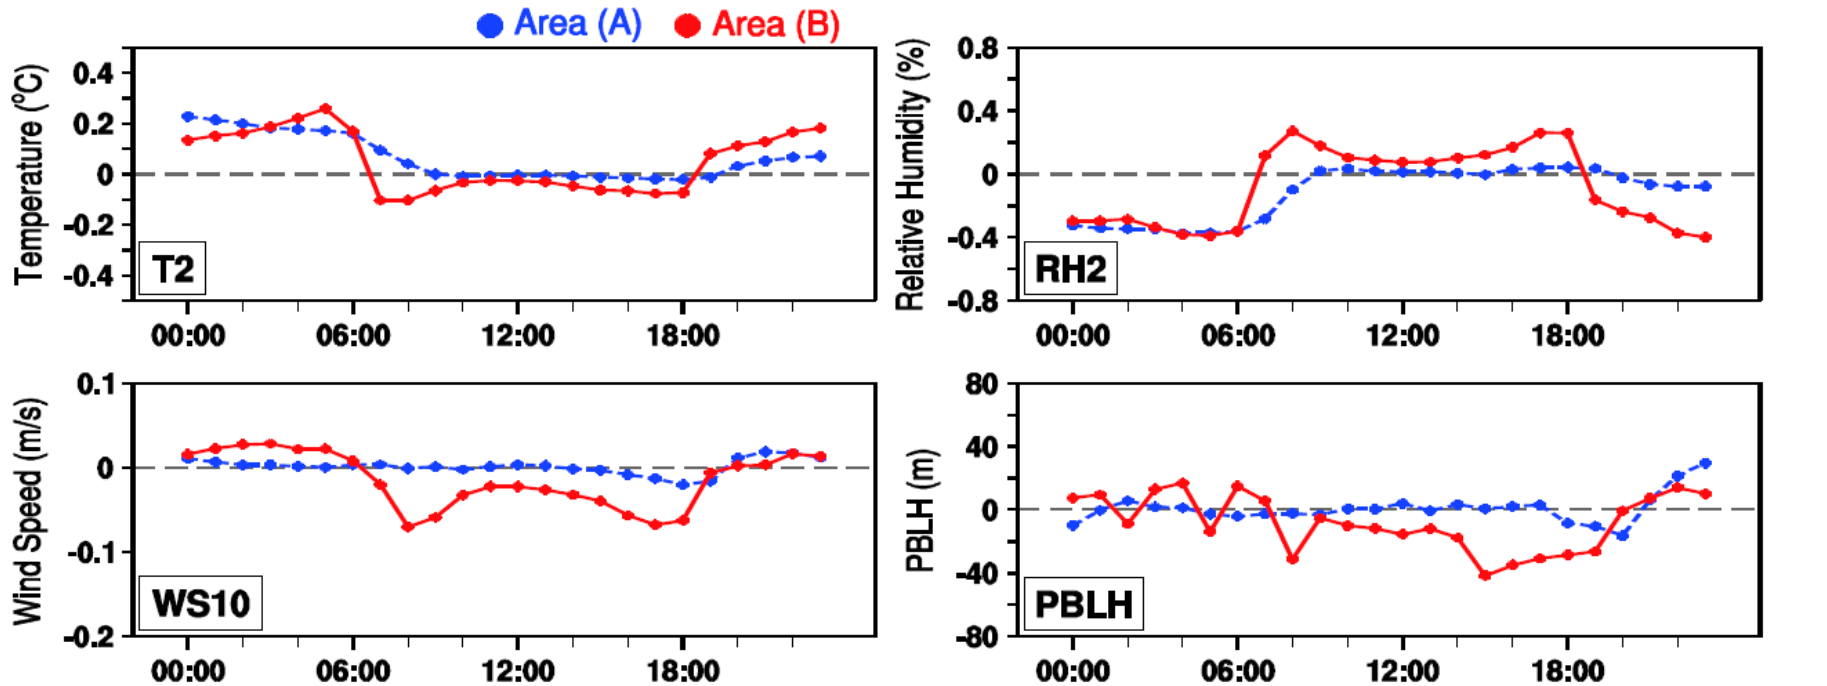 Area (A) Area (B)
Temperature (°C)
0.4
0.2
0
-0.2
-0.4
T2
00:00 06:00 12:00 18:00
Relative Humidity (%)
0.8
0.4
0
-0.4
-0.8
RH2
00:00 06:00 12:00 18:00
Wind Speed (m/s)
0.1
0
-0.1
-0.2
WS10
00:00 06:00 12:00 18:00
PBLH (m)
80
40
0
-40
-80
PBLH
00:00 06:00 12:00 18:00